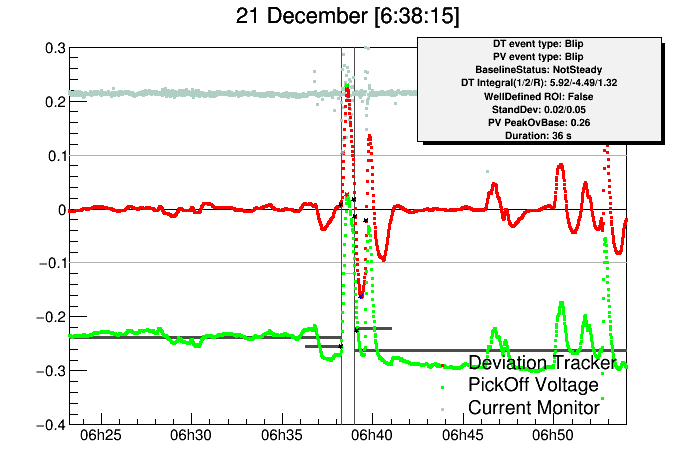 21 December [6:38:15]
DT event type: Blip
PV event type: Blip
BaselineStatus: NotSteady
DT Integral(1/2/R): 5.92/-4.49/1.32
WellDefined ROI: False
StandDev: 0.02/0.05
PV PeakOvBase: 0.26
Duration: 36 s
0.3
0.2
0.1
0
−0.1
−0.2
−0.3
−0.4
Deviation Tracker
PickOff Voltage
Current Monitor
06h25 06h30 06h35 06h40 06h45 06h50